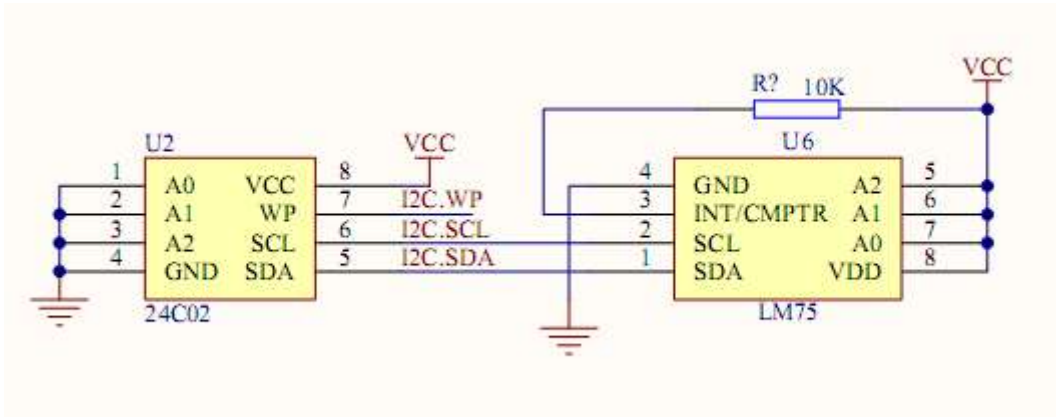 VCC
R? 10K
U2
VCC
U6
1 A0 VCC 8
2 A1 WP 7 I2C.WP
3 A2 SCL 6 I2C.SCL
4 GND SDA 5 I2C.SDA
24C02
4 GND A2 5
3 INT/CMPTR A1 6
2 SCL A0 7
1 SDA VDD 8
LM75